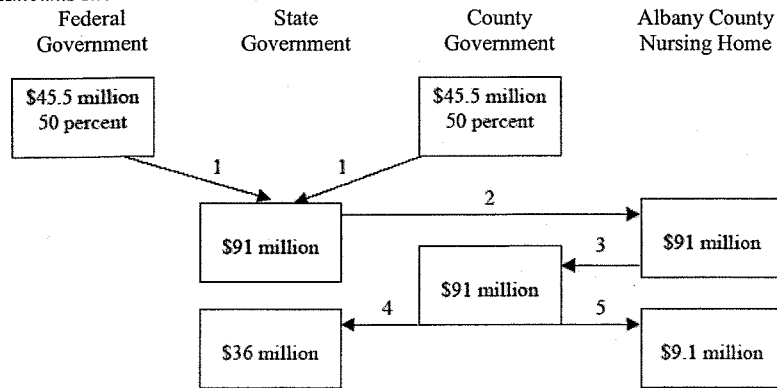 Federal Government
State Government
County Government
Albany County Nursing Home
$45.5 million
50 percent
$45.5 million
50 percent
1
1
2
$91 million
$91 million
3
$91 million
4
5
$36 million
$9.1 million